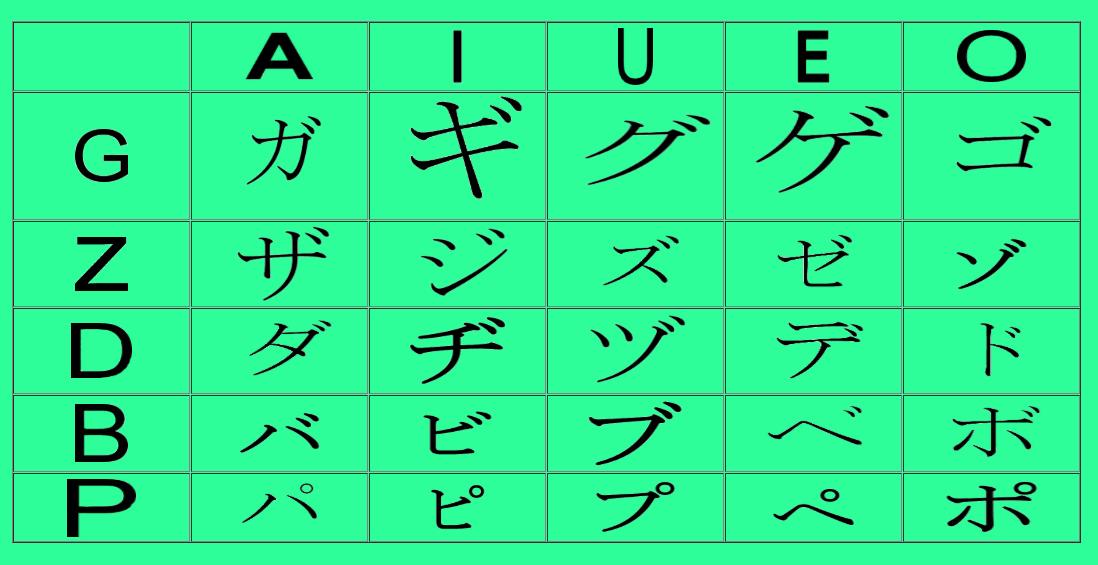 A I U E O
G ガ ギ グ ゲ ゴ
Z ザ ジ ズ ゼ ゾ
D ダ ヂ ヅ デ ド
B バ ビ ブ ベ ボ
P パ ピ プ ペ ポ